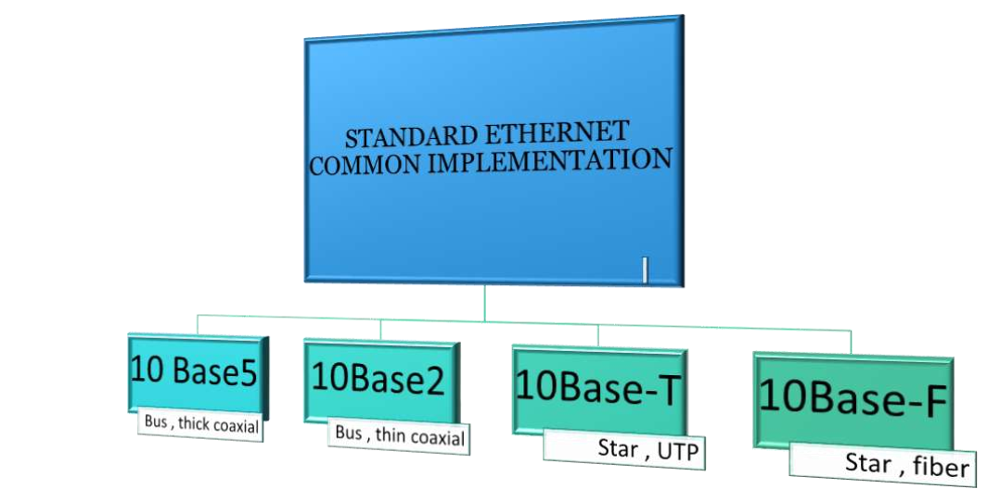 STANDARD ETHERNET
COMMON IMPLEMENTATION
10 Base5
Bus , thick coaxial
10Base2
Bus , thin coaxial
10Base-T
Star , UTP
10Base-F
Star , fiber